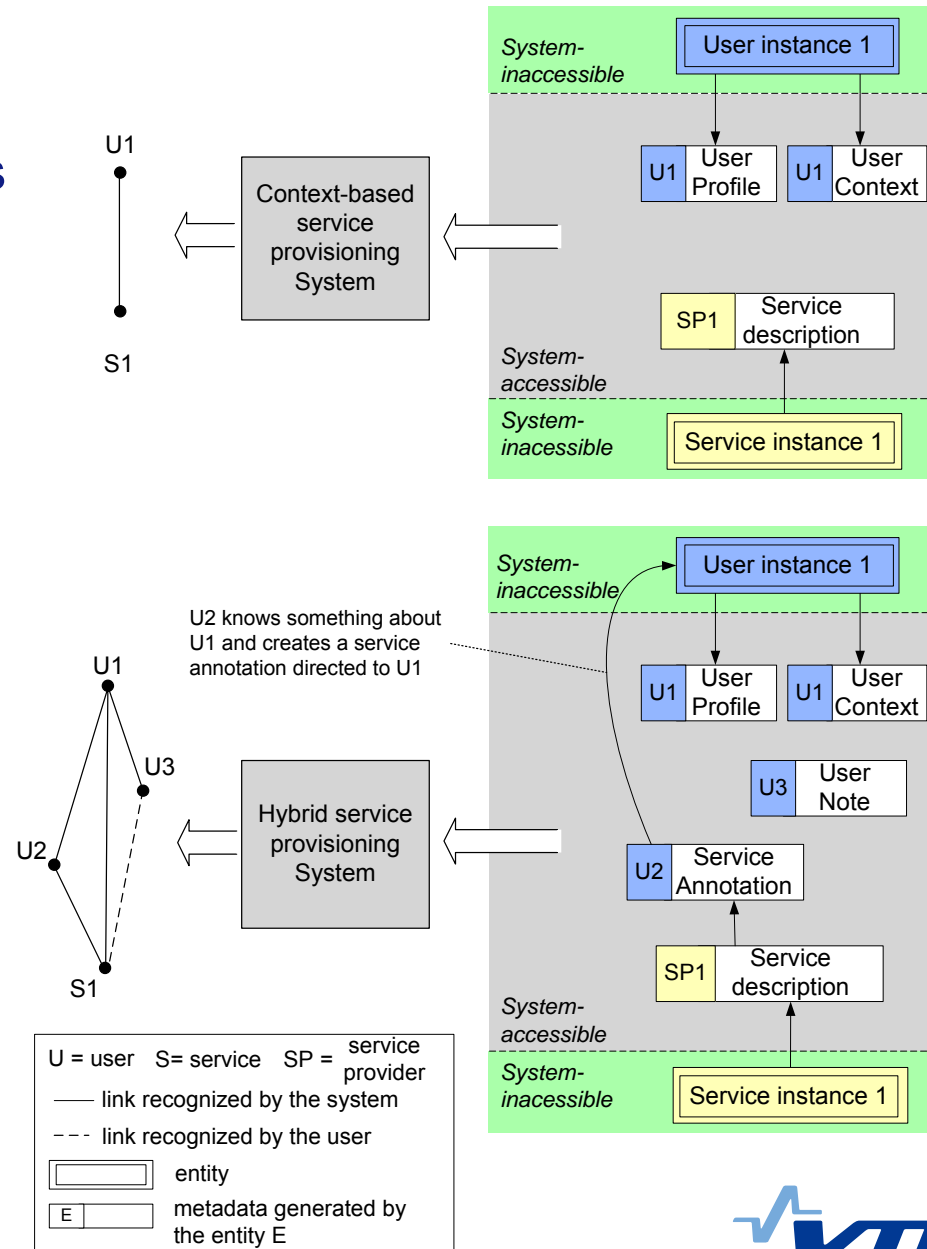 s
System-
inaccessible
User instance 1
U1
User
Profile
U1
User
Context
U1
S1
Context-based
service
provisioning
System
SP1
Service
description
System-
accessible
System-
inacessible
Service instance 1
System-
inaccessible
User instance 1
U2 knows something about
U1 and creates a service
annotation directed to U1
U1
User
Profile
U1
User
Context
U3
User
Note
U2
Service
Annotation
SP1
Service
description
System-
accessible
System-
inacessible
Service instance 1
U1
U3
U2
S1
Hybrid service
provisioning
System
U = user S= service SP = service
provider
link recognized by the system
link recognized by the user
entity
E
metadata generated by
the entity E